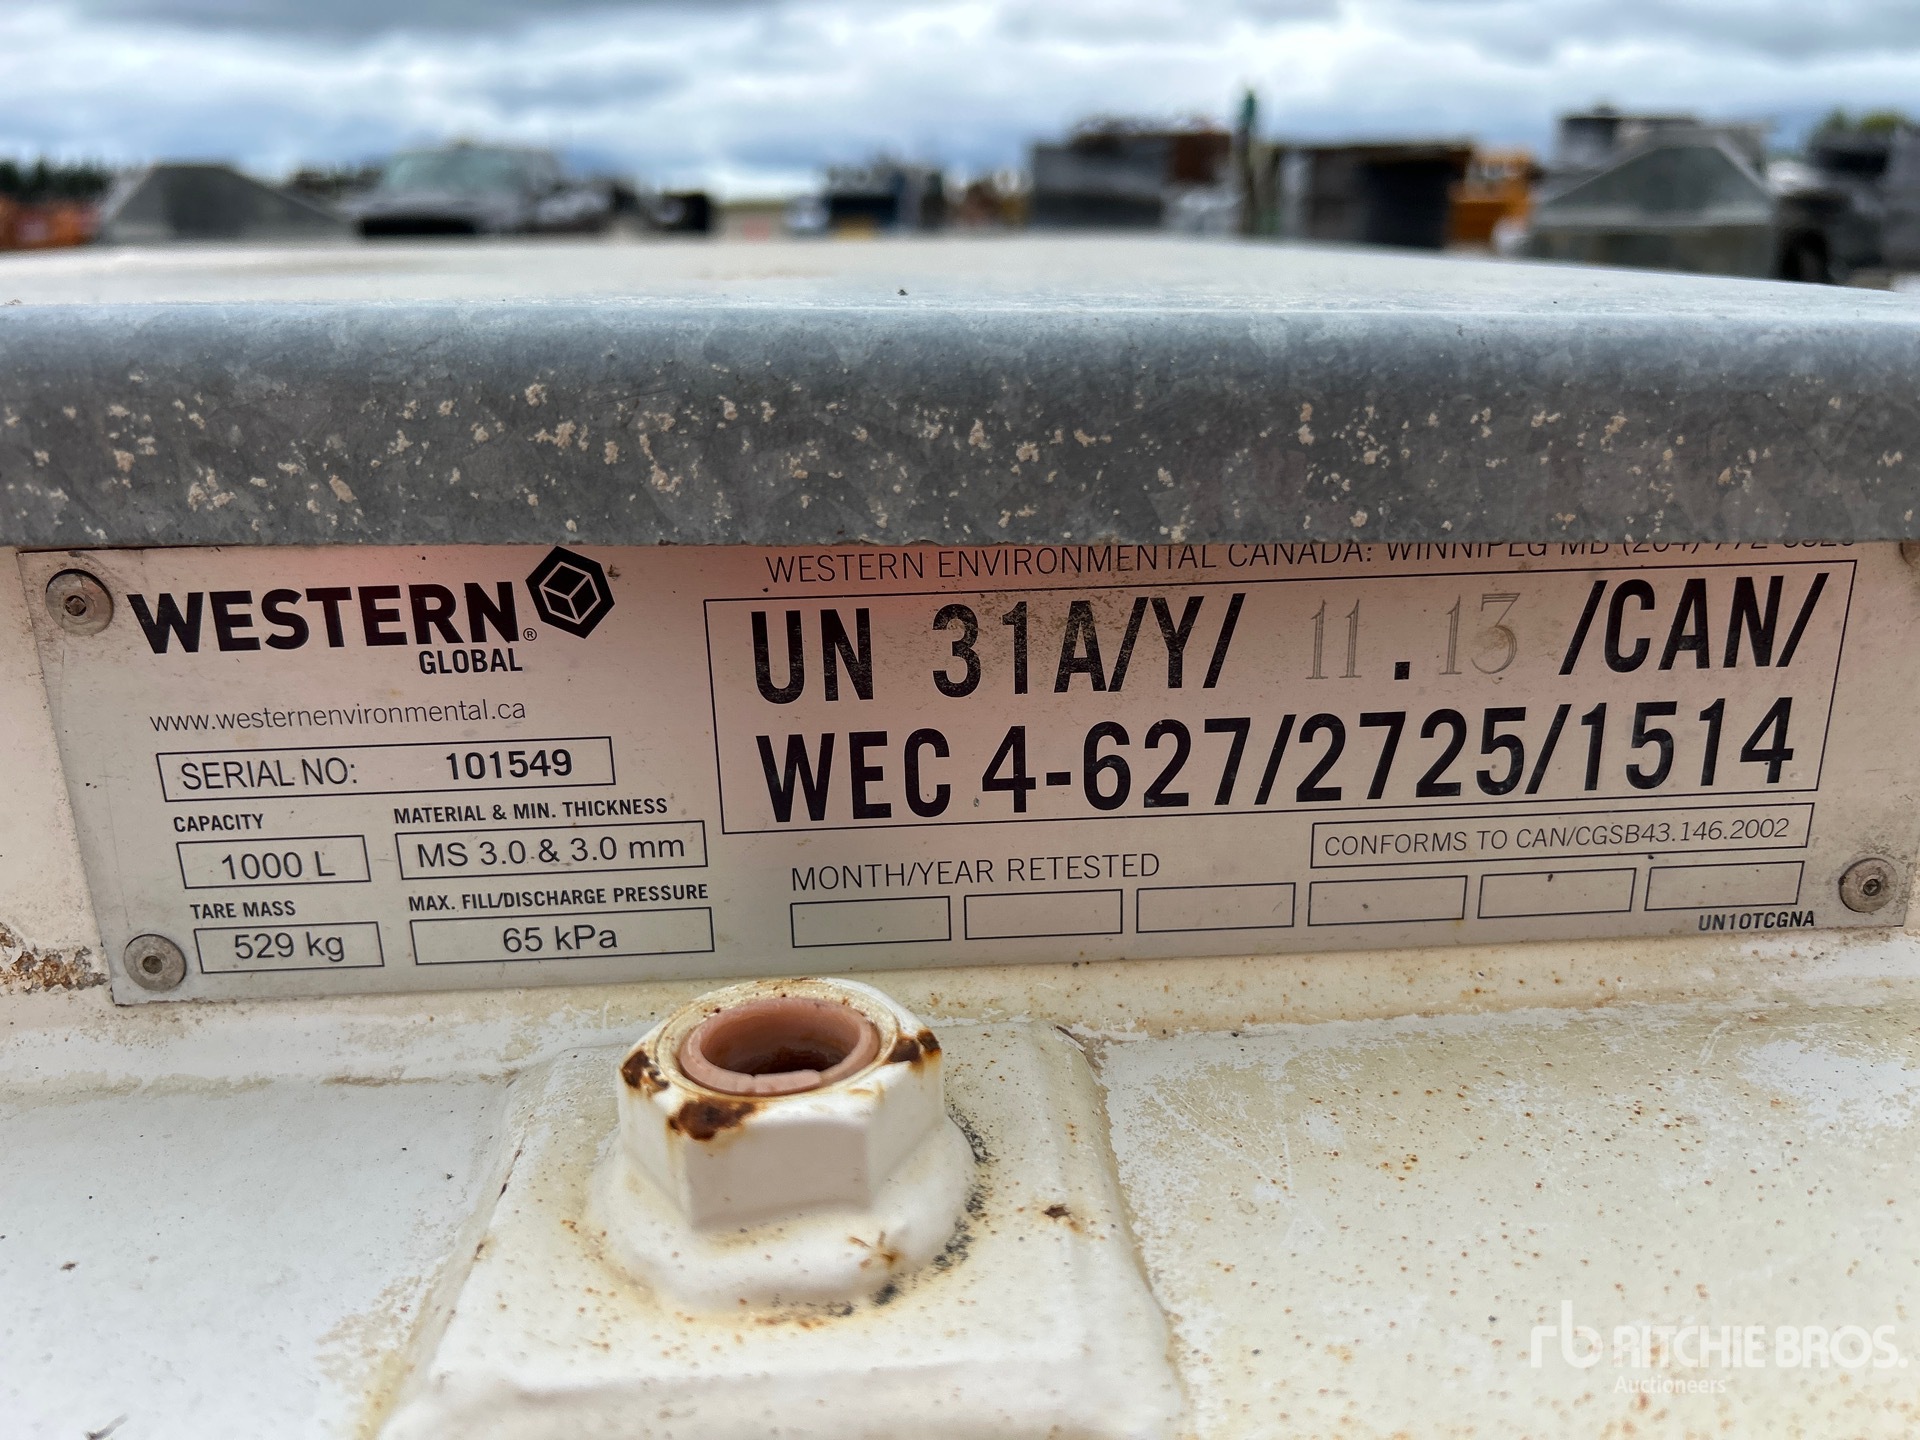 WESTERN®
GLOBAL
www.westernenvironmental.ca
SERIAL NO: 101549
CAPACITY
1000 L
MATERIAL & MIN. THICKNESS
MS 3.0 & 3.0 mm
TARE MASS
529 kg
MAX. FILL/DISCHARGE PRESSURE
65 kPa
WESTERN ENVIRONMENTAL CANADA: WINNIPEG MB
UN 31A/Y/ 11 . 13 /CAN/
WEC 4-627/2725/1514
CONFORMS TO CAN/CGSB43.146.2002
MONTH/YEAR RETESTED
UN10TCGNA
rb RITCHIE BROS.
Auctioneers